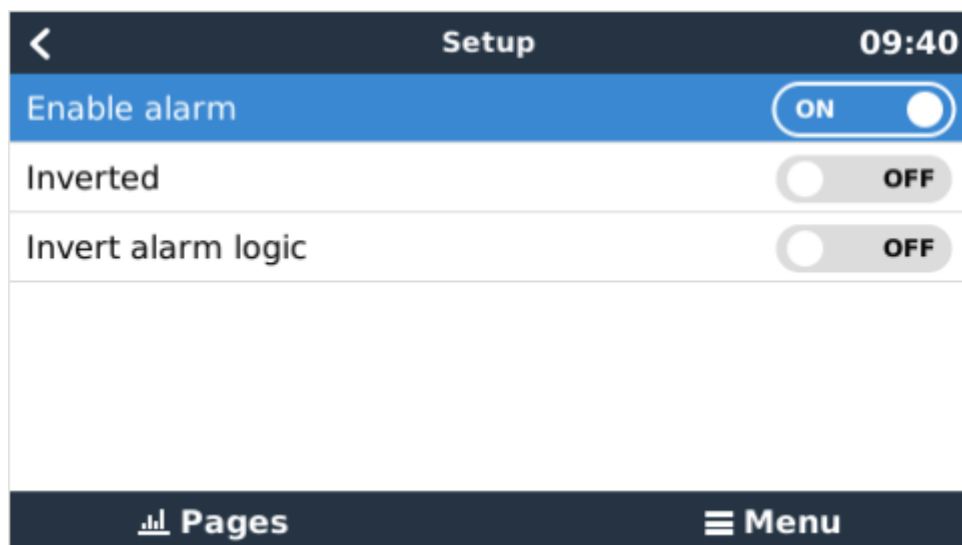 Setup 09:40
Enable alarm ON
Inverted OFF
Invert alarm logic OFF
Pages Menu